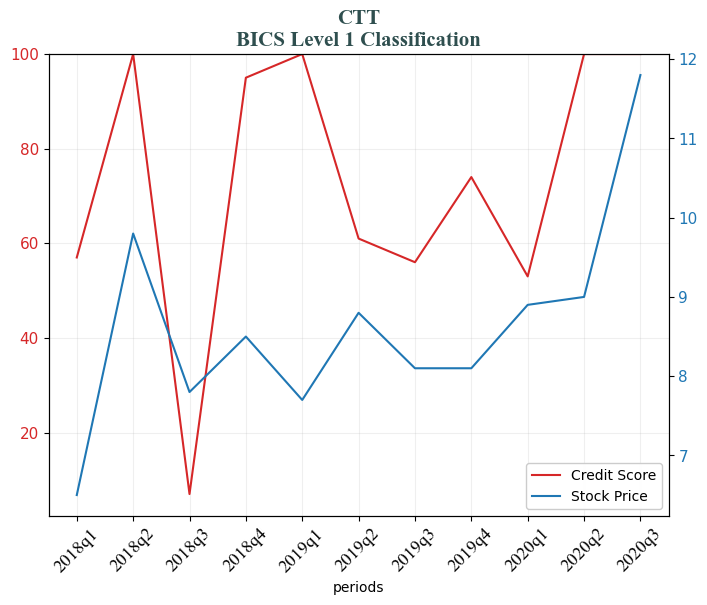 CTT
BICS Level 1 Classification
100
80
60
40
20
12
11
10
9
8
7
Credit Score
Stock Price
2018q1
2018q2
2018q3
2018q4
2019q1
2019q2
2019q3
2019q4
2020q1
2020q2
2020q3
periods